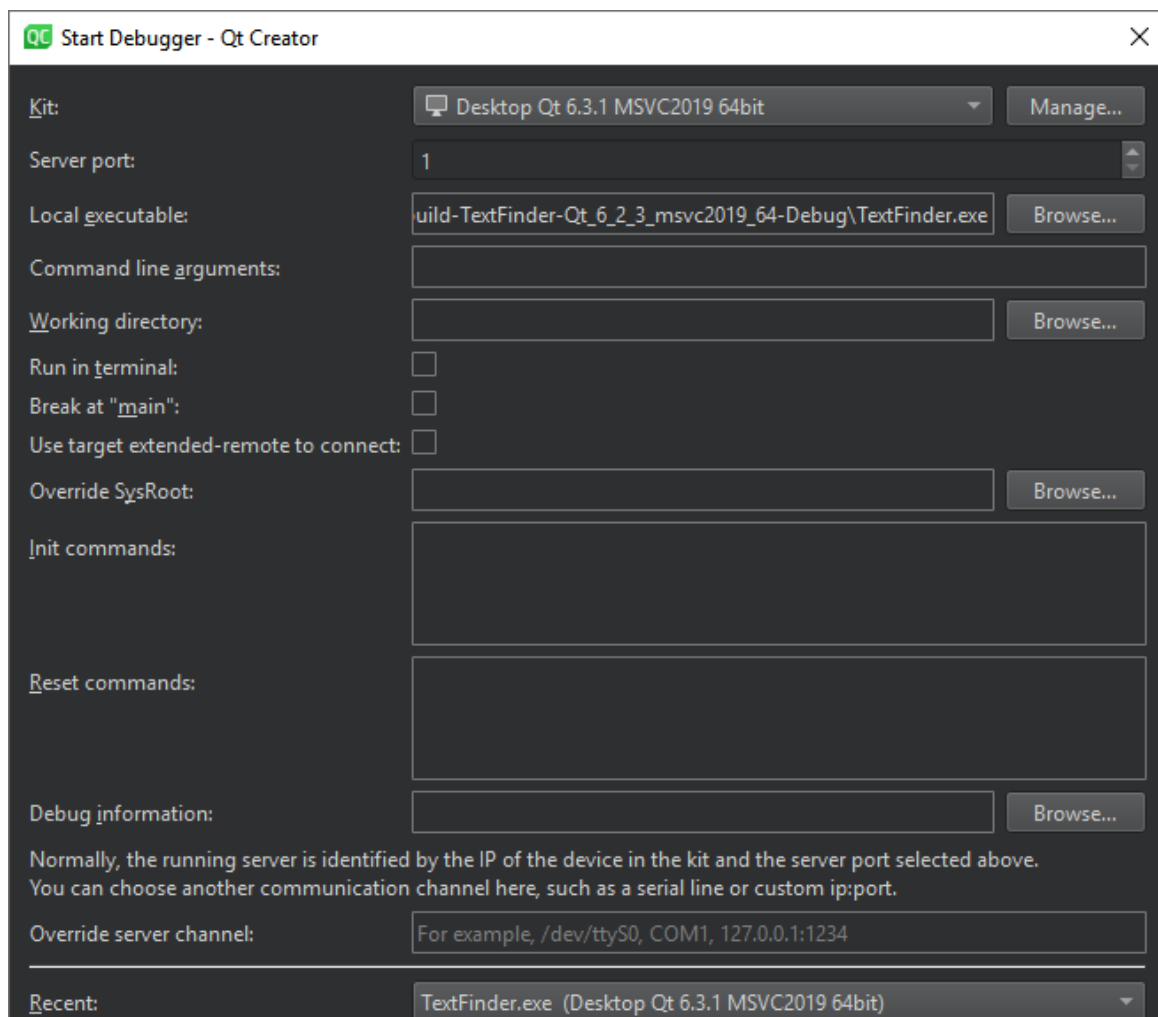 QC Start Debugger - Qt Creator
Kit: Desktop Qt 6.3.1 MSVC2019 64bit Manage...
Server port: 1
Local executable: uild-TextFinder-Qt_6_2_3_msvc2019_64-Debug\TextFinder.exe Browse...
Command line arguments:
Working directory: Browse...
Run in terminal:
Break at "main":
Use target extended-remote to connect:
Override SysRoot: Browse...
Init commands:
Reset commands:
Debug information: Browse...
Normally, the running server is identified by the IP of the device in the kit and the server port selected above.
You can choose another communication channel here, such as a serial line or custom ip:port.
Override server channel: For example, /dev/ttyS0, COM1, 127.0.0.1:1234
Recent: TextFinder.exe (Desktop Qt 6.3.1 MSVC2019 64bit)